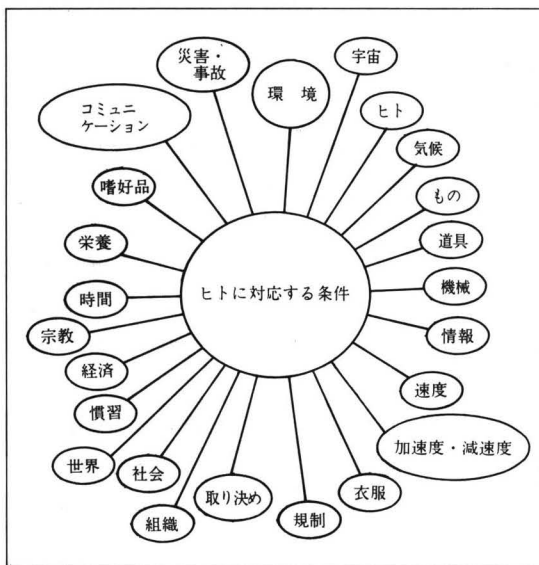 災害・
事故
環　境
宇宙
ヒト
気候
もの
道具
機械
情報
速度
加速度・減速度
衣服
規制
取り決め
組織
社会
世界
慣習
経済
宗教
時間
栄養
嗜好品
コミュニ
ケーション
ヒトに対応する条件